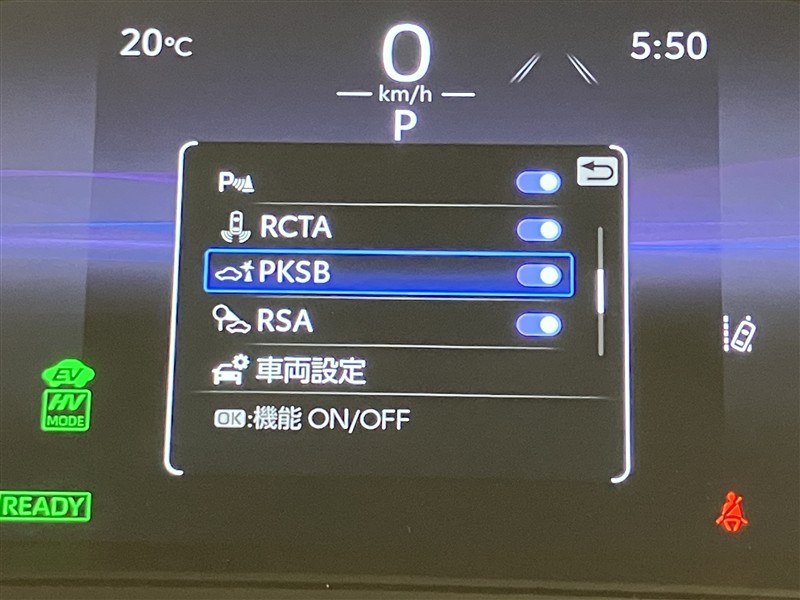 20℃
0
km/h
5:50
P
P
RCTA
PKSB
RSA
車両設定
OK:機能 ON/OFF
EV
HV
MODE
READY